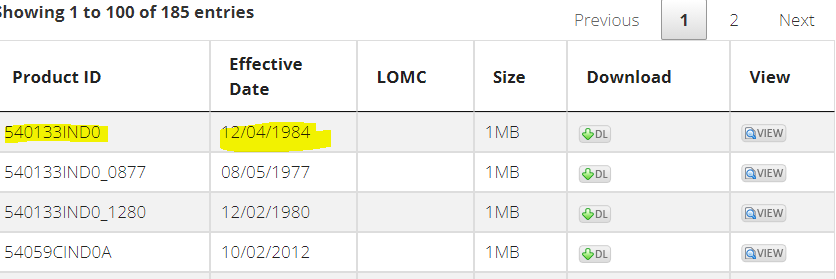 Showing 1 to 100 of 185 entries
Previous 1 2 Next
Product ID Effective Date LOMC Size Download View
540133IND0 12/04/1984 1MB DL VIEW
540133IND0_0877 08/05/1977 1MB DL VIEW
540133IND0_1280 12/02/1980 1MB DL VIEW
54059CIND0A 10/02/2012 1MB DL VIEW